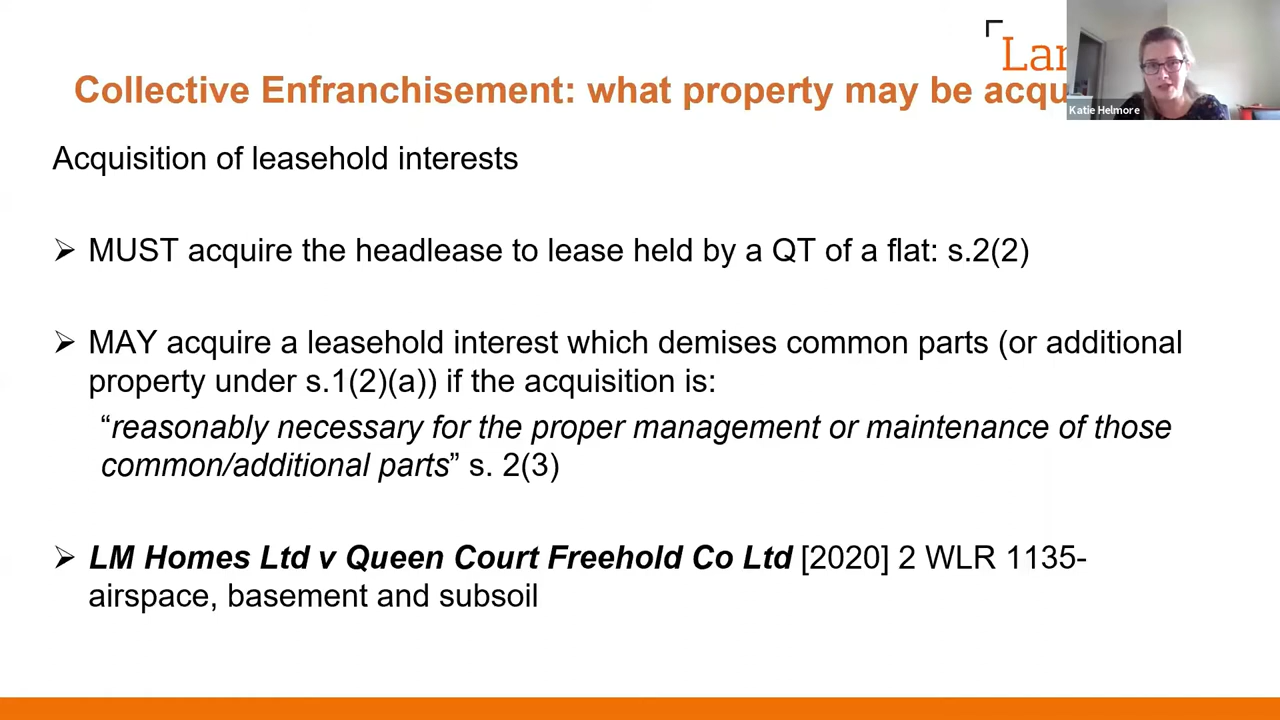 Lan
Collective Enfranchisement: what property may be acqu
Katie Helmore
Acquisition of leasehold interests
➢ MUST acquire the headlease to lease held by a QT of a flat: s.2(2)
➢ MAY acquire a leasehold interest which demises common parts (or additional
property under s.1(2)(a)) if the acquisition is:
“reasonably necessary for the proper management or maintenance of those
common/additional parts” s. 2(3)
➢ LM Homes Ltd v Queen Court Freehold Co Ltd [2020] 2 WLR 1135-
airspace, basement and subsoil